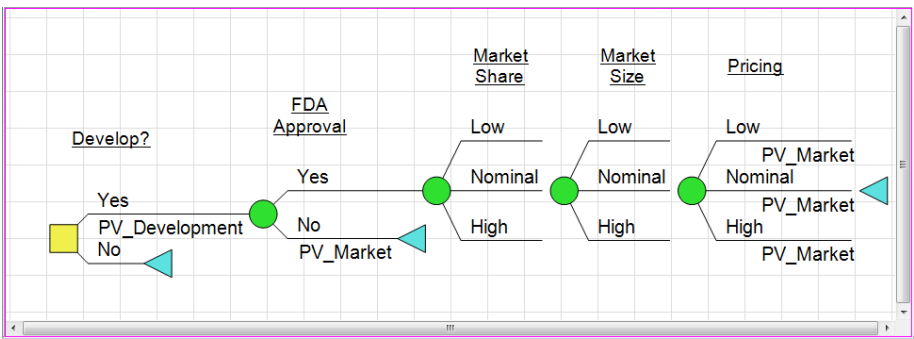 Develop?
Yes
PV_Development
No
FDA
Approval
Yes
No
PV_Market
Market
Share
Low
Nominal
High
Market
Size
Low
Nominal
High
Pricing
Low
PV_Market
Nominal
PV_Market
High
PV_Market